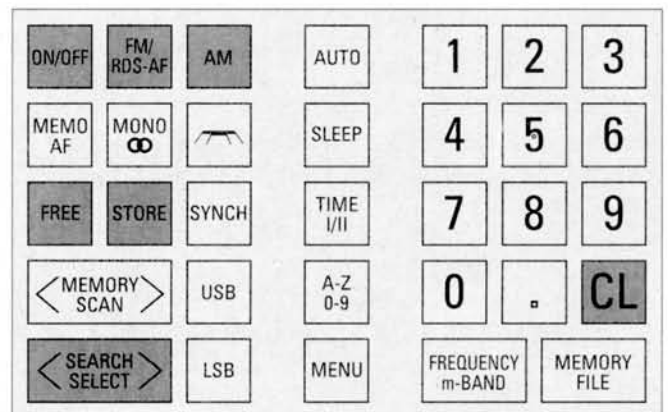 ON/OFF
FM/
RDS-AF
AM
AUTO
1
2
3
MEMO
AF
MONO
SLEEP
4
5
6
FREE
STORE
SYNCH
TIME
I/II
7
8
9
<MEMORY
SCAN>
USB
A-Z
0-9
0
.
CL
<SEARCH
SELECT>
LSB
MENU
FREQUENCY
m-BAND
MEMORY
FILE